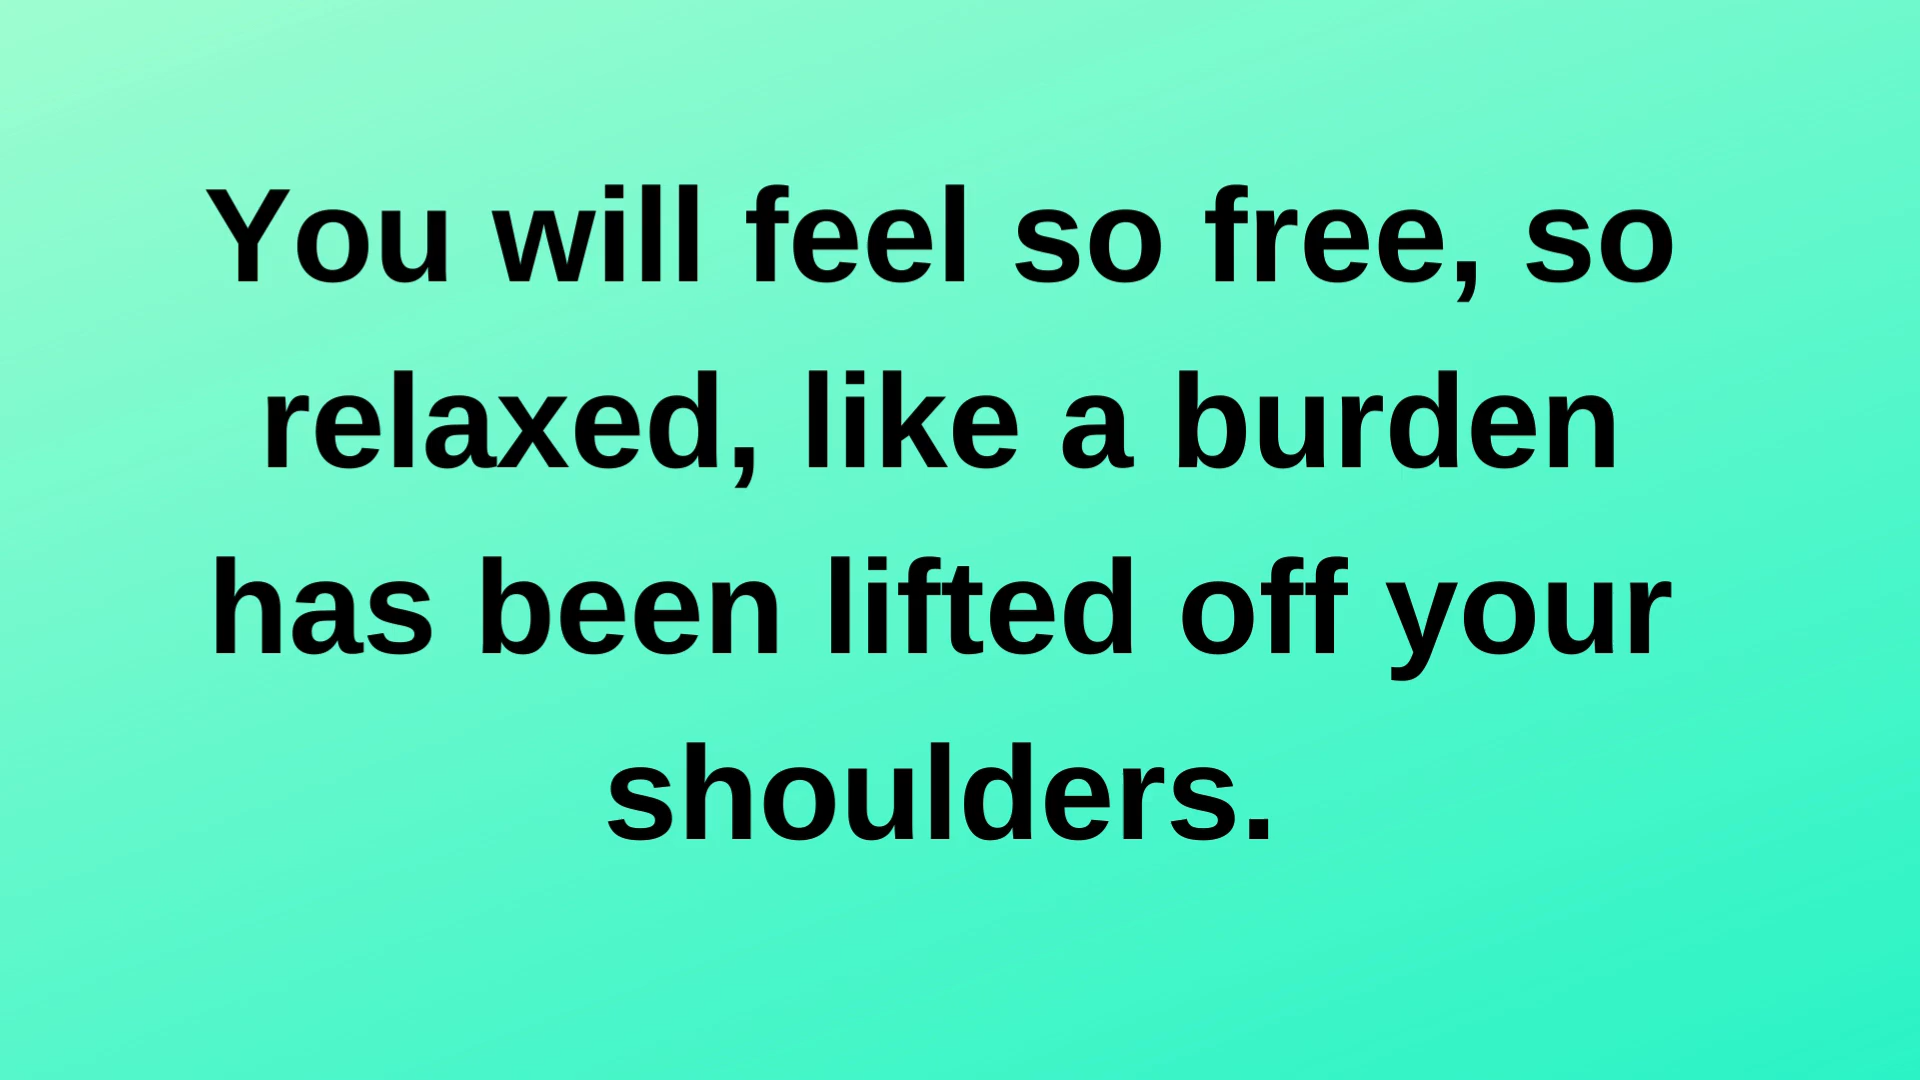 You will feel so free, so
relaxed, like a burden
has been lifted off your
shoulders.